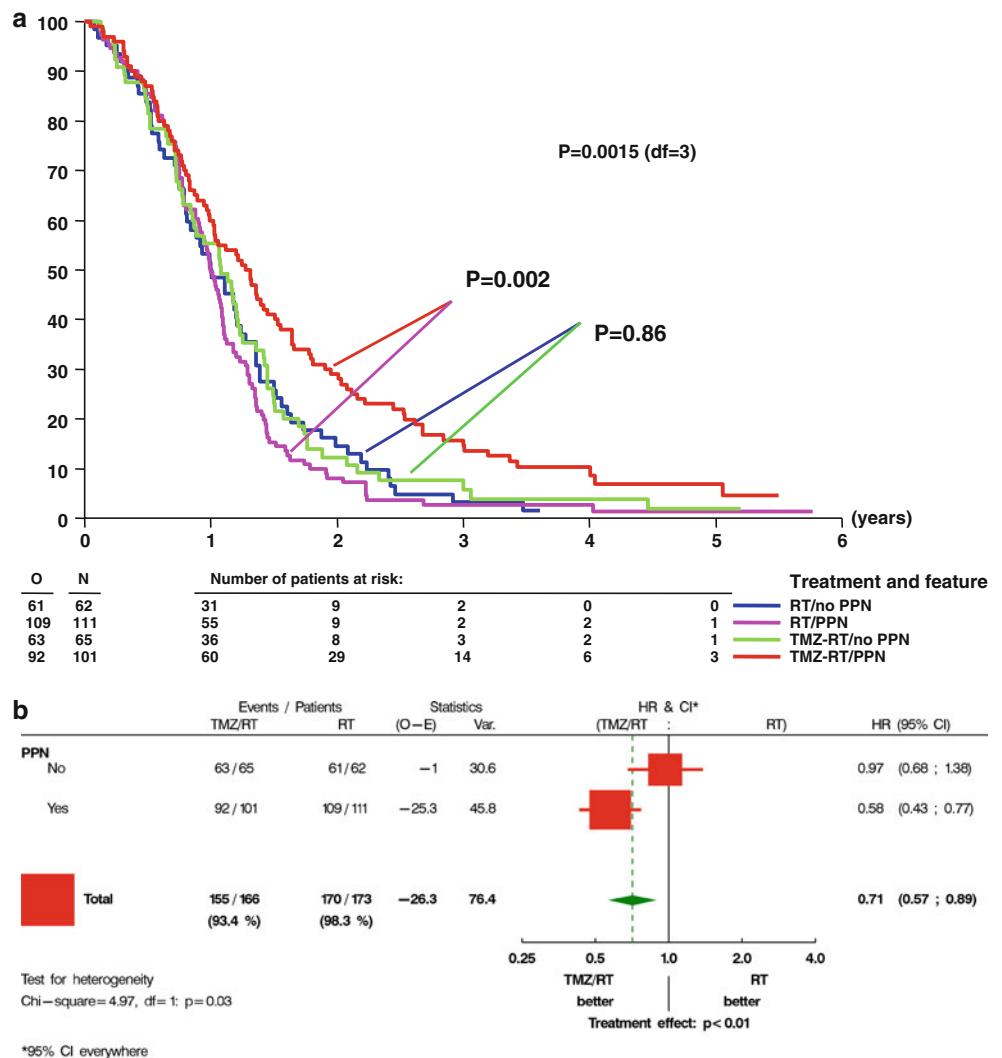 a
100
90
80
70
60
50
40
30
20
10
0
P=0.0015 (df=3)
P=0.002
P=0.86
0 1 2 3 4 5 6
(years)
O N Number of patients at risk: Treatment and feature
61 62 31 9 2 0 0 RT/no PPN
109 111 55 9 2 2 1 RT/PPN
63 65 36 8 3 2 1 TMZ-RT/no PPN
92 101 60 29 14 6 3 TMZ-RT/PPN
b
Events / Patients Statistics HR & CI*
TMZ/RT RT (O−E) Var. (TMZ/RT : RT) HR (95% CI)
PPN
No 63/65 61/62 −1 30.6 0.97 (0.68 ; 1.38)
Yes 92/101 109/111 −25.3 45.8 0.58 (0.43 ; 0.77)
Total 155/166 170/173 −26.3 76.4 0.71 (0.57 ; 0.89)
(93.4 %) (98.3 %)
0.25 0.5 1.0 2.0 4.0
TMZ/RT RT
better better
Test for heterogeneity
Chi−square=4.97, df=1: p=0.03
Treatment effect: p<0.01
*95% CI everywhere